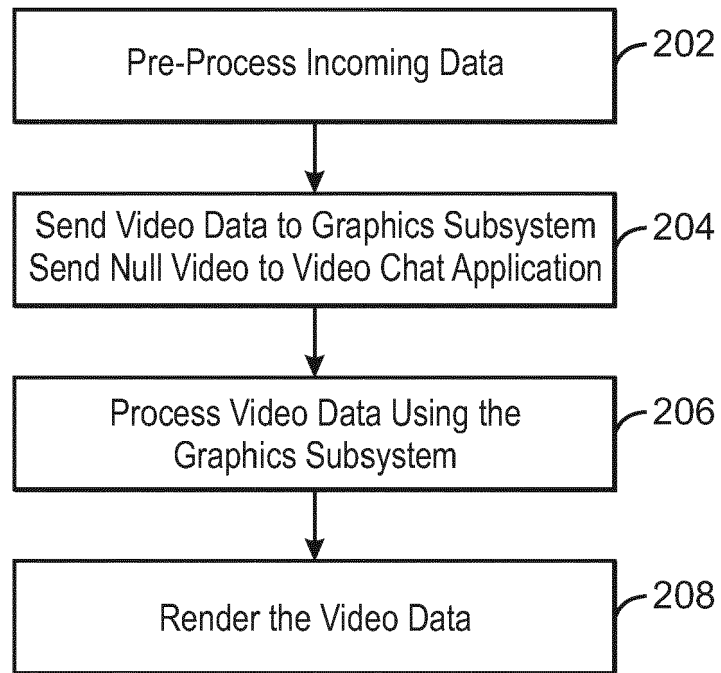 Pre-Process Incoming Data
202
Send Video Data to Graphics Subsystem
Send Null Video to Video Chat Application
204
Process Video Data Using the
Graphics Subsystem
206
Render the Video Data
208